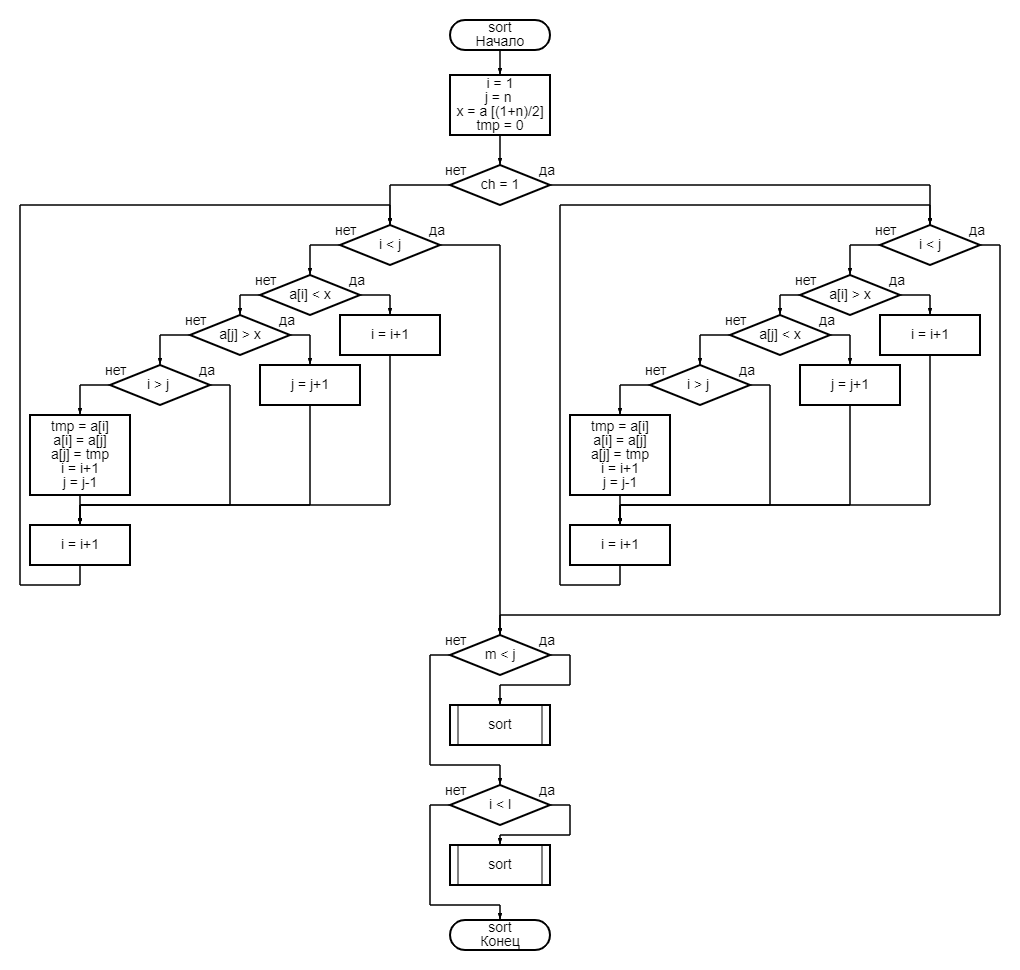 sort
Начало
i = 1
j = n
x = a [(1+n)/2]
tmp = 0
нет
да
ch = 1
нет
да
i < j
нет
да
a[i] < x
нет
да
a[j] > x
i = i+1
нет
да
i > j
j = j+1
tmp = a[i]
a[i] = a[j]
a[j] = tmp
i = i+1
j = j-1
i = i+1
нет
да
i < j
нет
да
a[i] > x
нет
да
a[j] < x
i = i+1
нет
да
i > j
j = j+1
tmp = a[i]
a[i] = a[j]
a[j] = tmp
i = i+1
j = j-1
i = i+1
нет
да
m < j
sort
нет
да
i < l
sort
sort
Конец